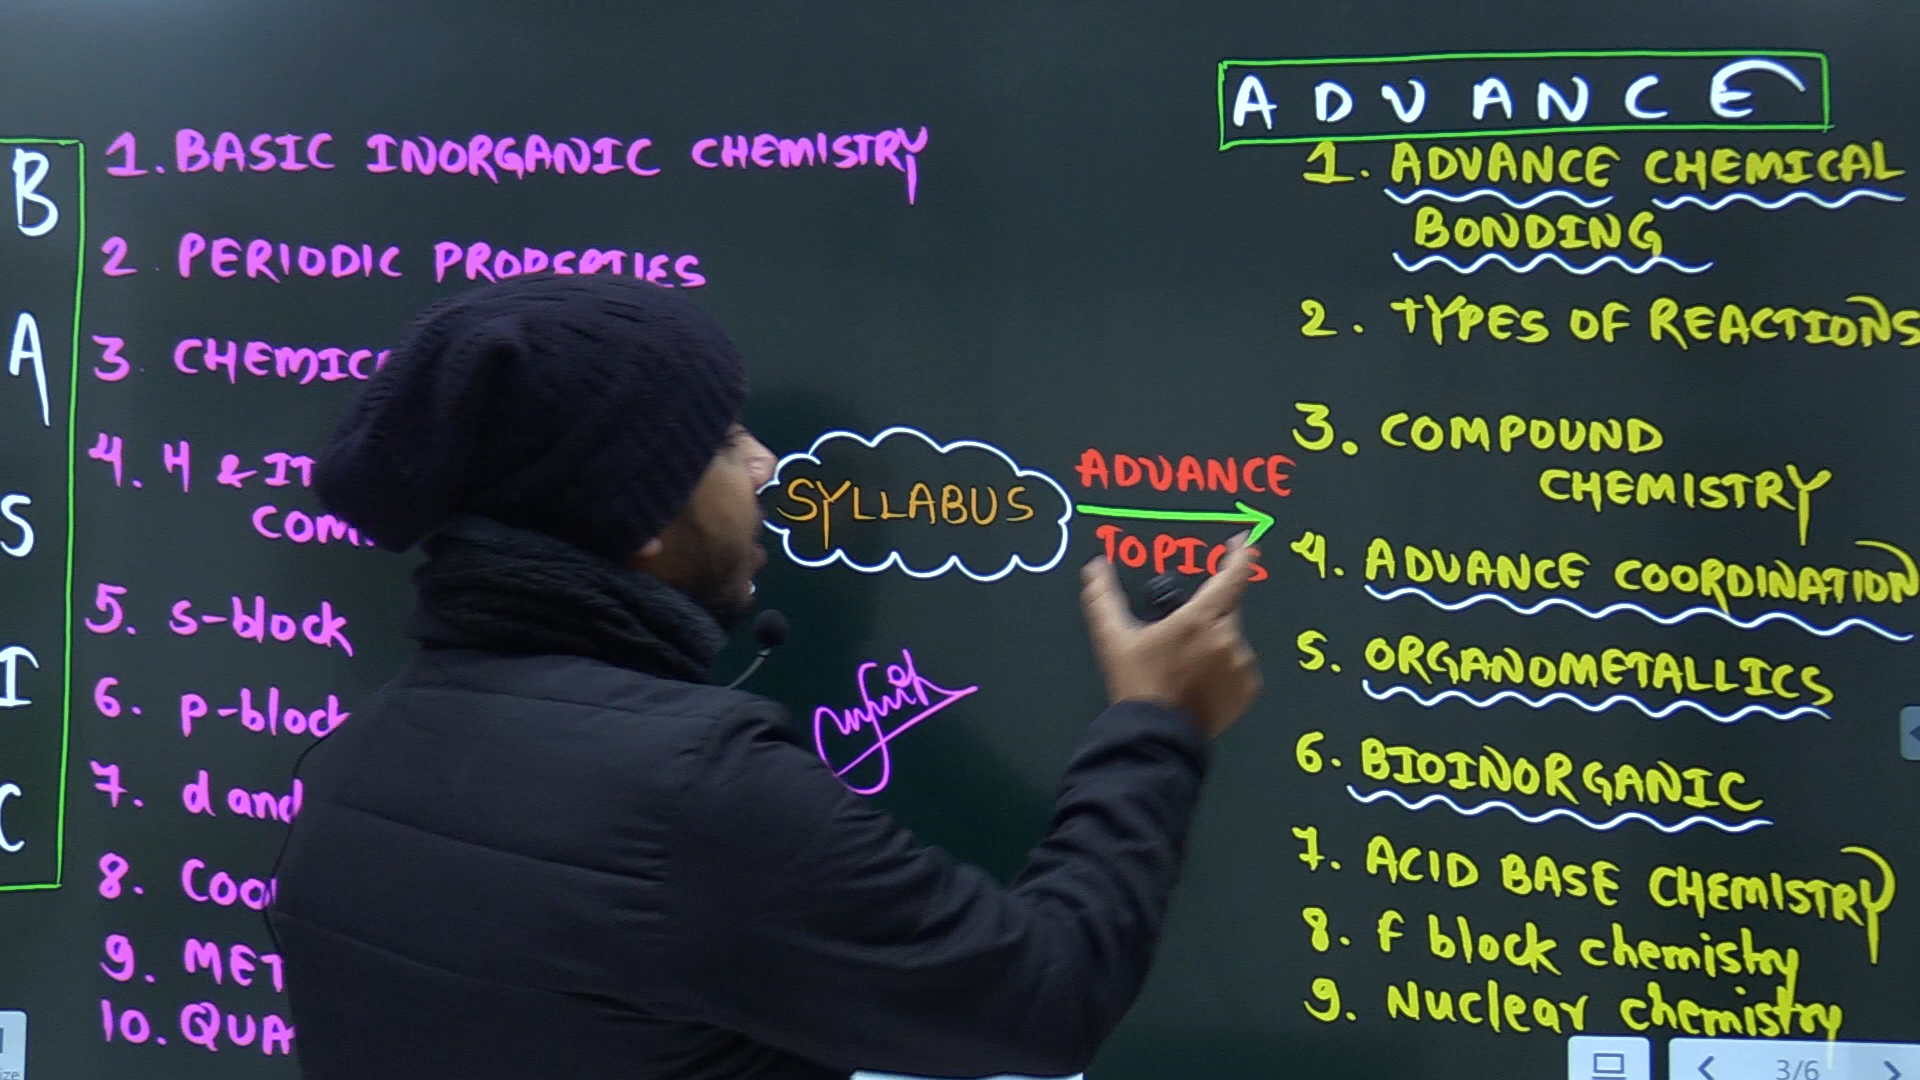 BASIC
1. BASIC INORGANIC CHEMISTRY
2. PERIODIC PROPERTIES
3. CHEMIC
4. H & IT
COM
5. s-block
6. p-block
7. d and
8. COO
9. MET
10. QUA
SYLLABUS
ADVANCE
TOPICS
ADVANCE
1. ADVANCE CHEMICAL
BONDING
2. TYPES OF REACTIONS
3. COMPOUND
CHEMISTRY
4. ADVANCE COORDINATION
5. ORGANOMETALLICS
6. BIOINORGANIC
7. ACID BASE CHEMISTRY
8. f block chemistry
9. Nuclear chemistry
3/6